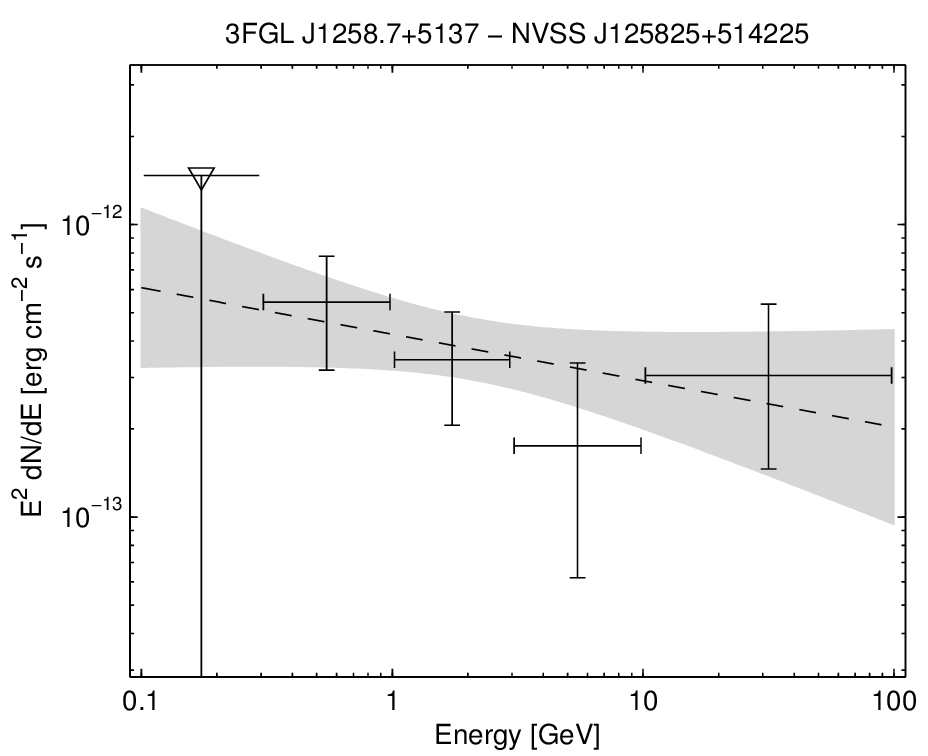 3FGL J1258.7+5137 − NVSS J125825+514225
E² dN/dE [erg cm⁻² s⁻¹]
10⁻¹²
10⁻¹³
0.1 1 10 100
Energy [GeV]